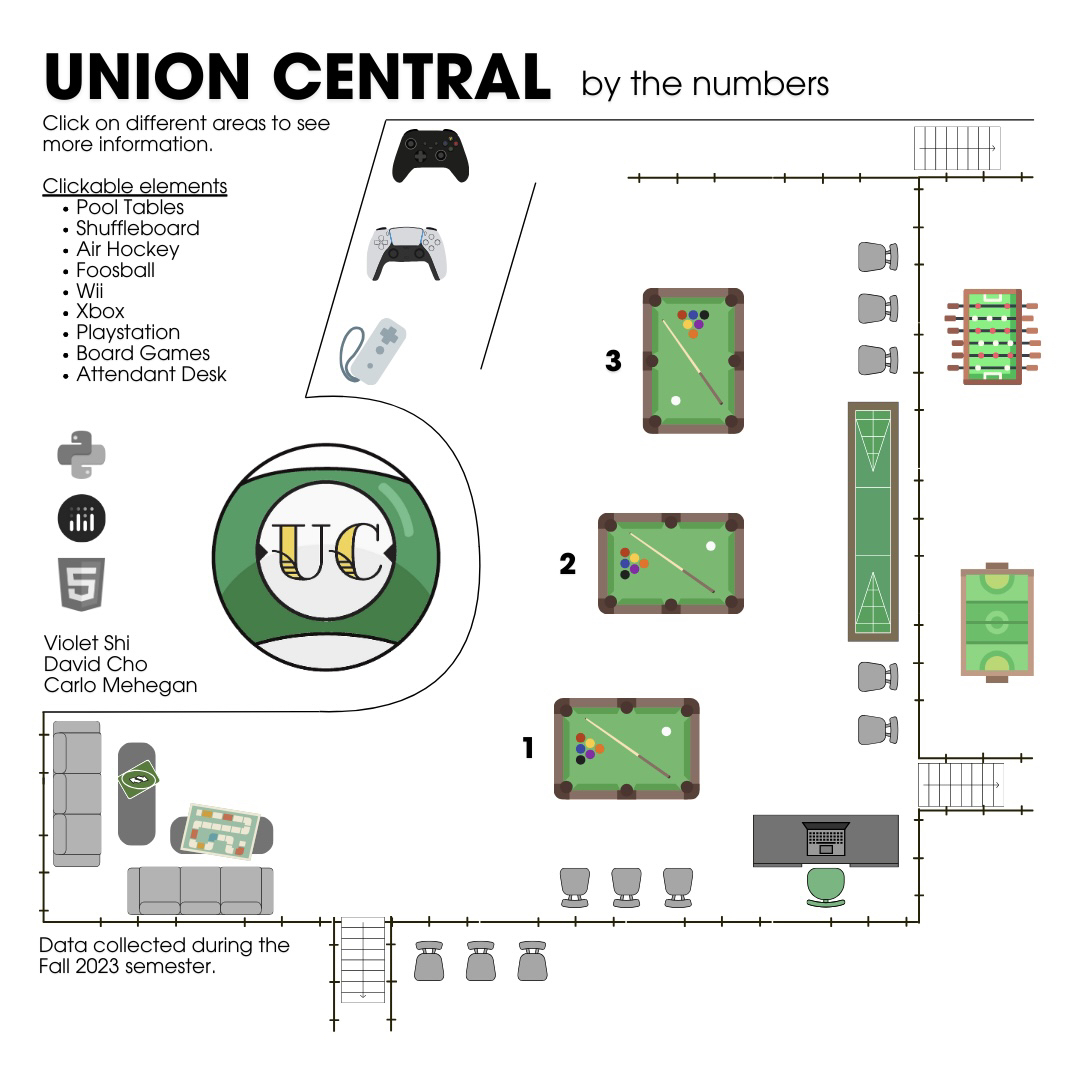 UNION CENTRAL by the numbers
Click on different areas to see
more information.
Clickable elements
• Pool Tables
• Shuffleboard
• Air Hockey
• Foosball
• Wii
• Xbox
• Playstation
• Board Games
• Attendant Desk
3
5
UC
2
Violet Shi
David Cho
Carlo Mehegan
1
Data collected during the
Fall 2023 semester.